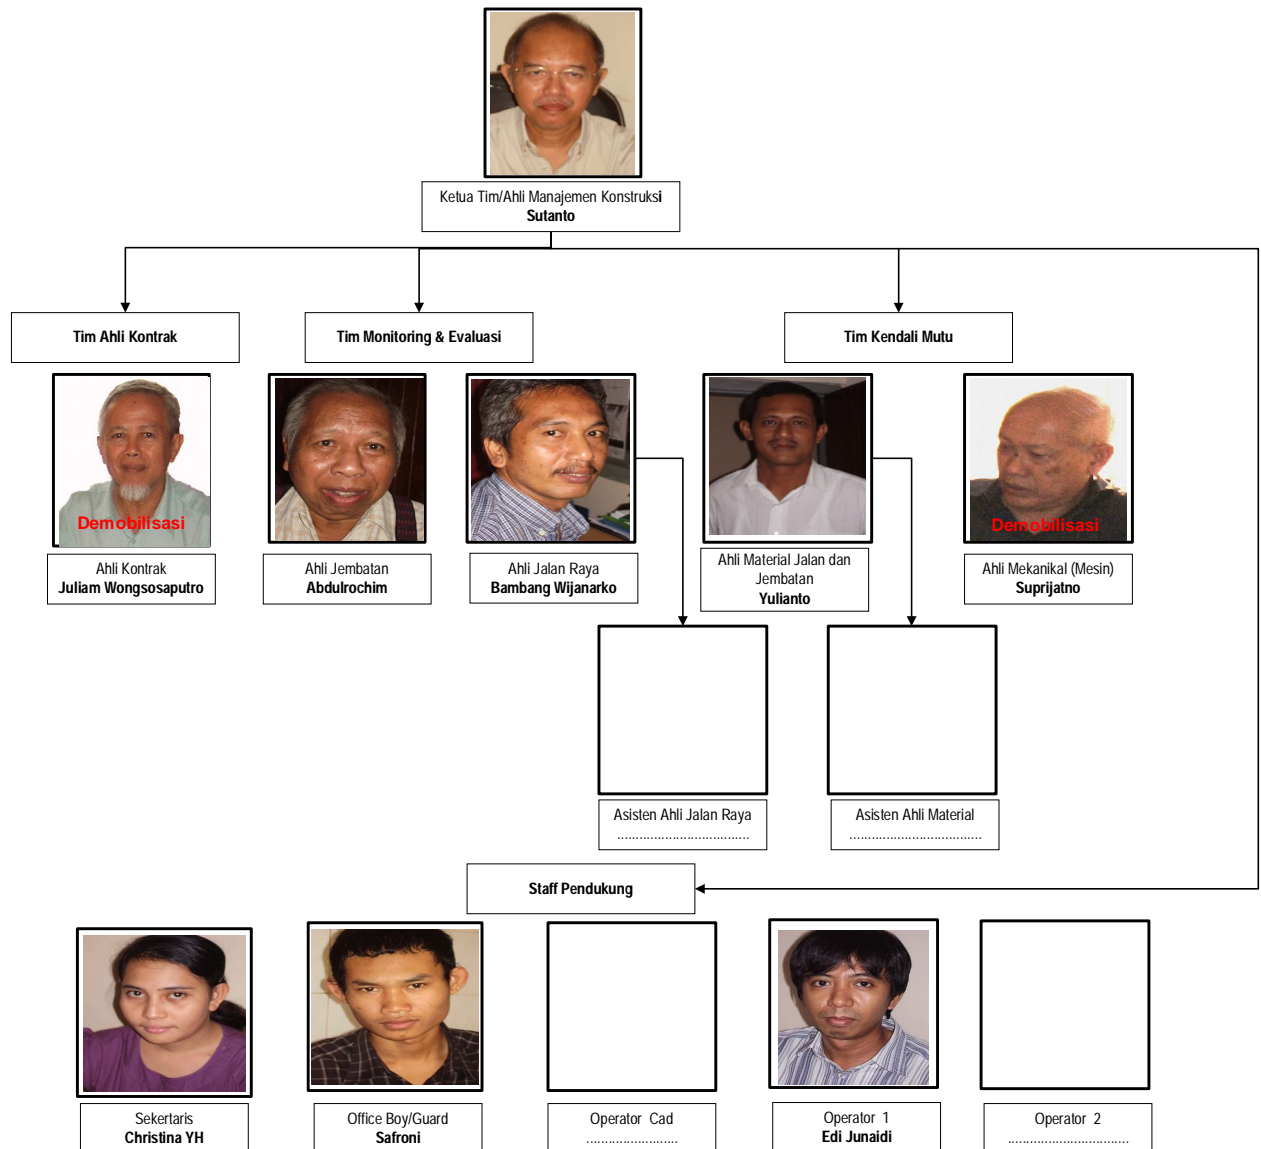 Ketua Tim/Ahli Manajemen Konstruksi
Sutanto
Tim Ahli Kontrak
Tim Monitoring & Evaluasi
Tim Kendali Mutu
Demobilisasi
Demobilisasi
Ahli Kontrak
Juliam Wongsosaputro
Ahli Jembatan
Abdulrochim
Ahli Jalan Raya
Bambang Wijanarko
Ahli Material Jalan dan
Jembatan
Yulianto
Ahli Mekanikal (Mesin)
Suprijatno
Asisten Ahli Jalan Raya
....................................
Asisten Ahli Material
....................................
Staff Pendukung
Sekertaris
Christina YH
Office Boy/Guard
Safroni
Operator Cad
.........................
Operator 1
Edi Junaidi
Operator 2
.................................